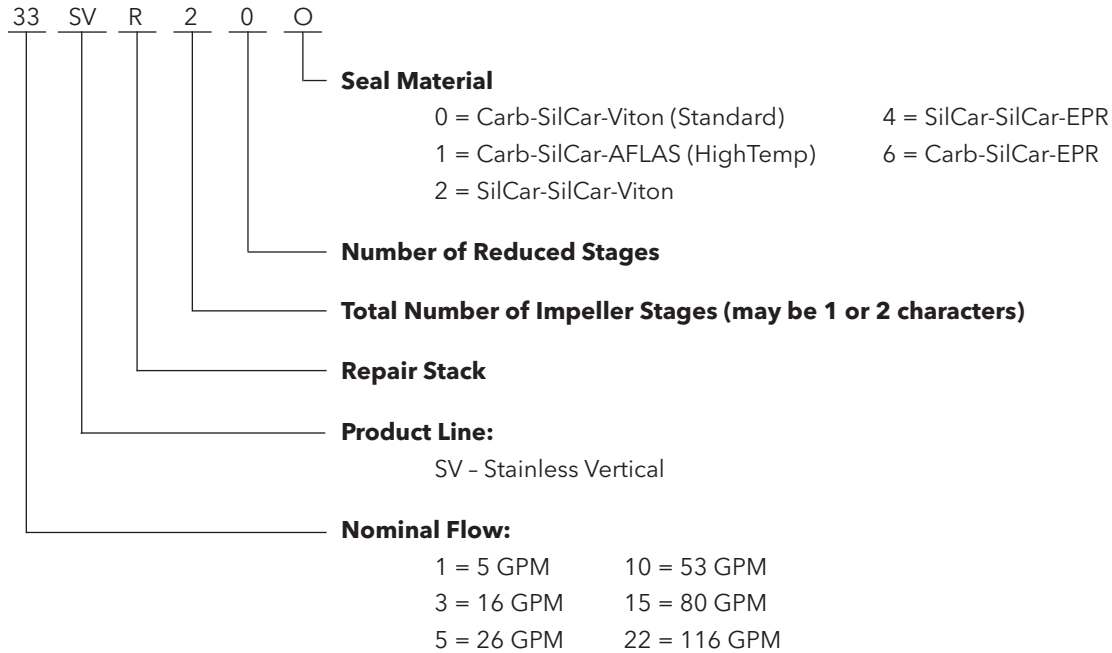 33 SV R 2 0 O
Seal Material
0 = Carb-SilCar-Viton (Standard) 4 = SilCar-SilCar-EPR
1 = Carb-SilCar-AFLAS (HighTemp) 6 = Carb-SilCar-EPR
2 = SilCar-SilCar-Viton
Number of Reduced Stages
Total Number of Impeller Stages (may be 1 or 2 characters)
Repair Stack
Product Line:
SV – Stainless Vertical
Nominal Flow:
1 = 5 GPM 10 = 53 GPM
3 = 16 GPM 15 = 80 GPM
5 = 26 GPM 22 = 116 GPM